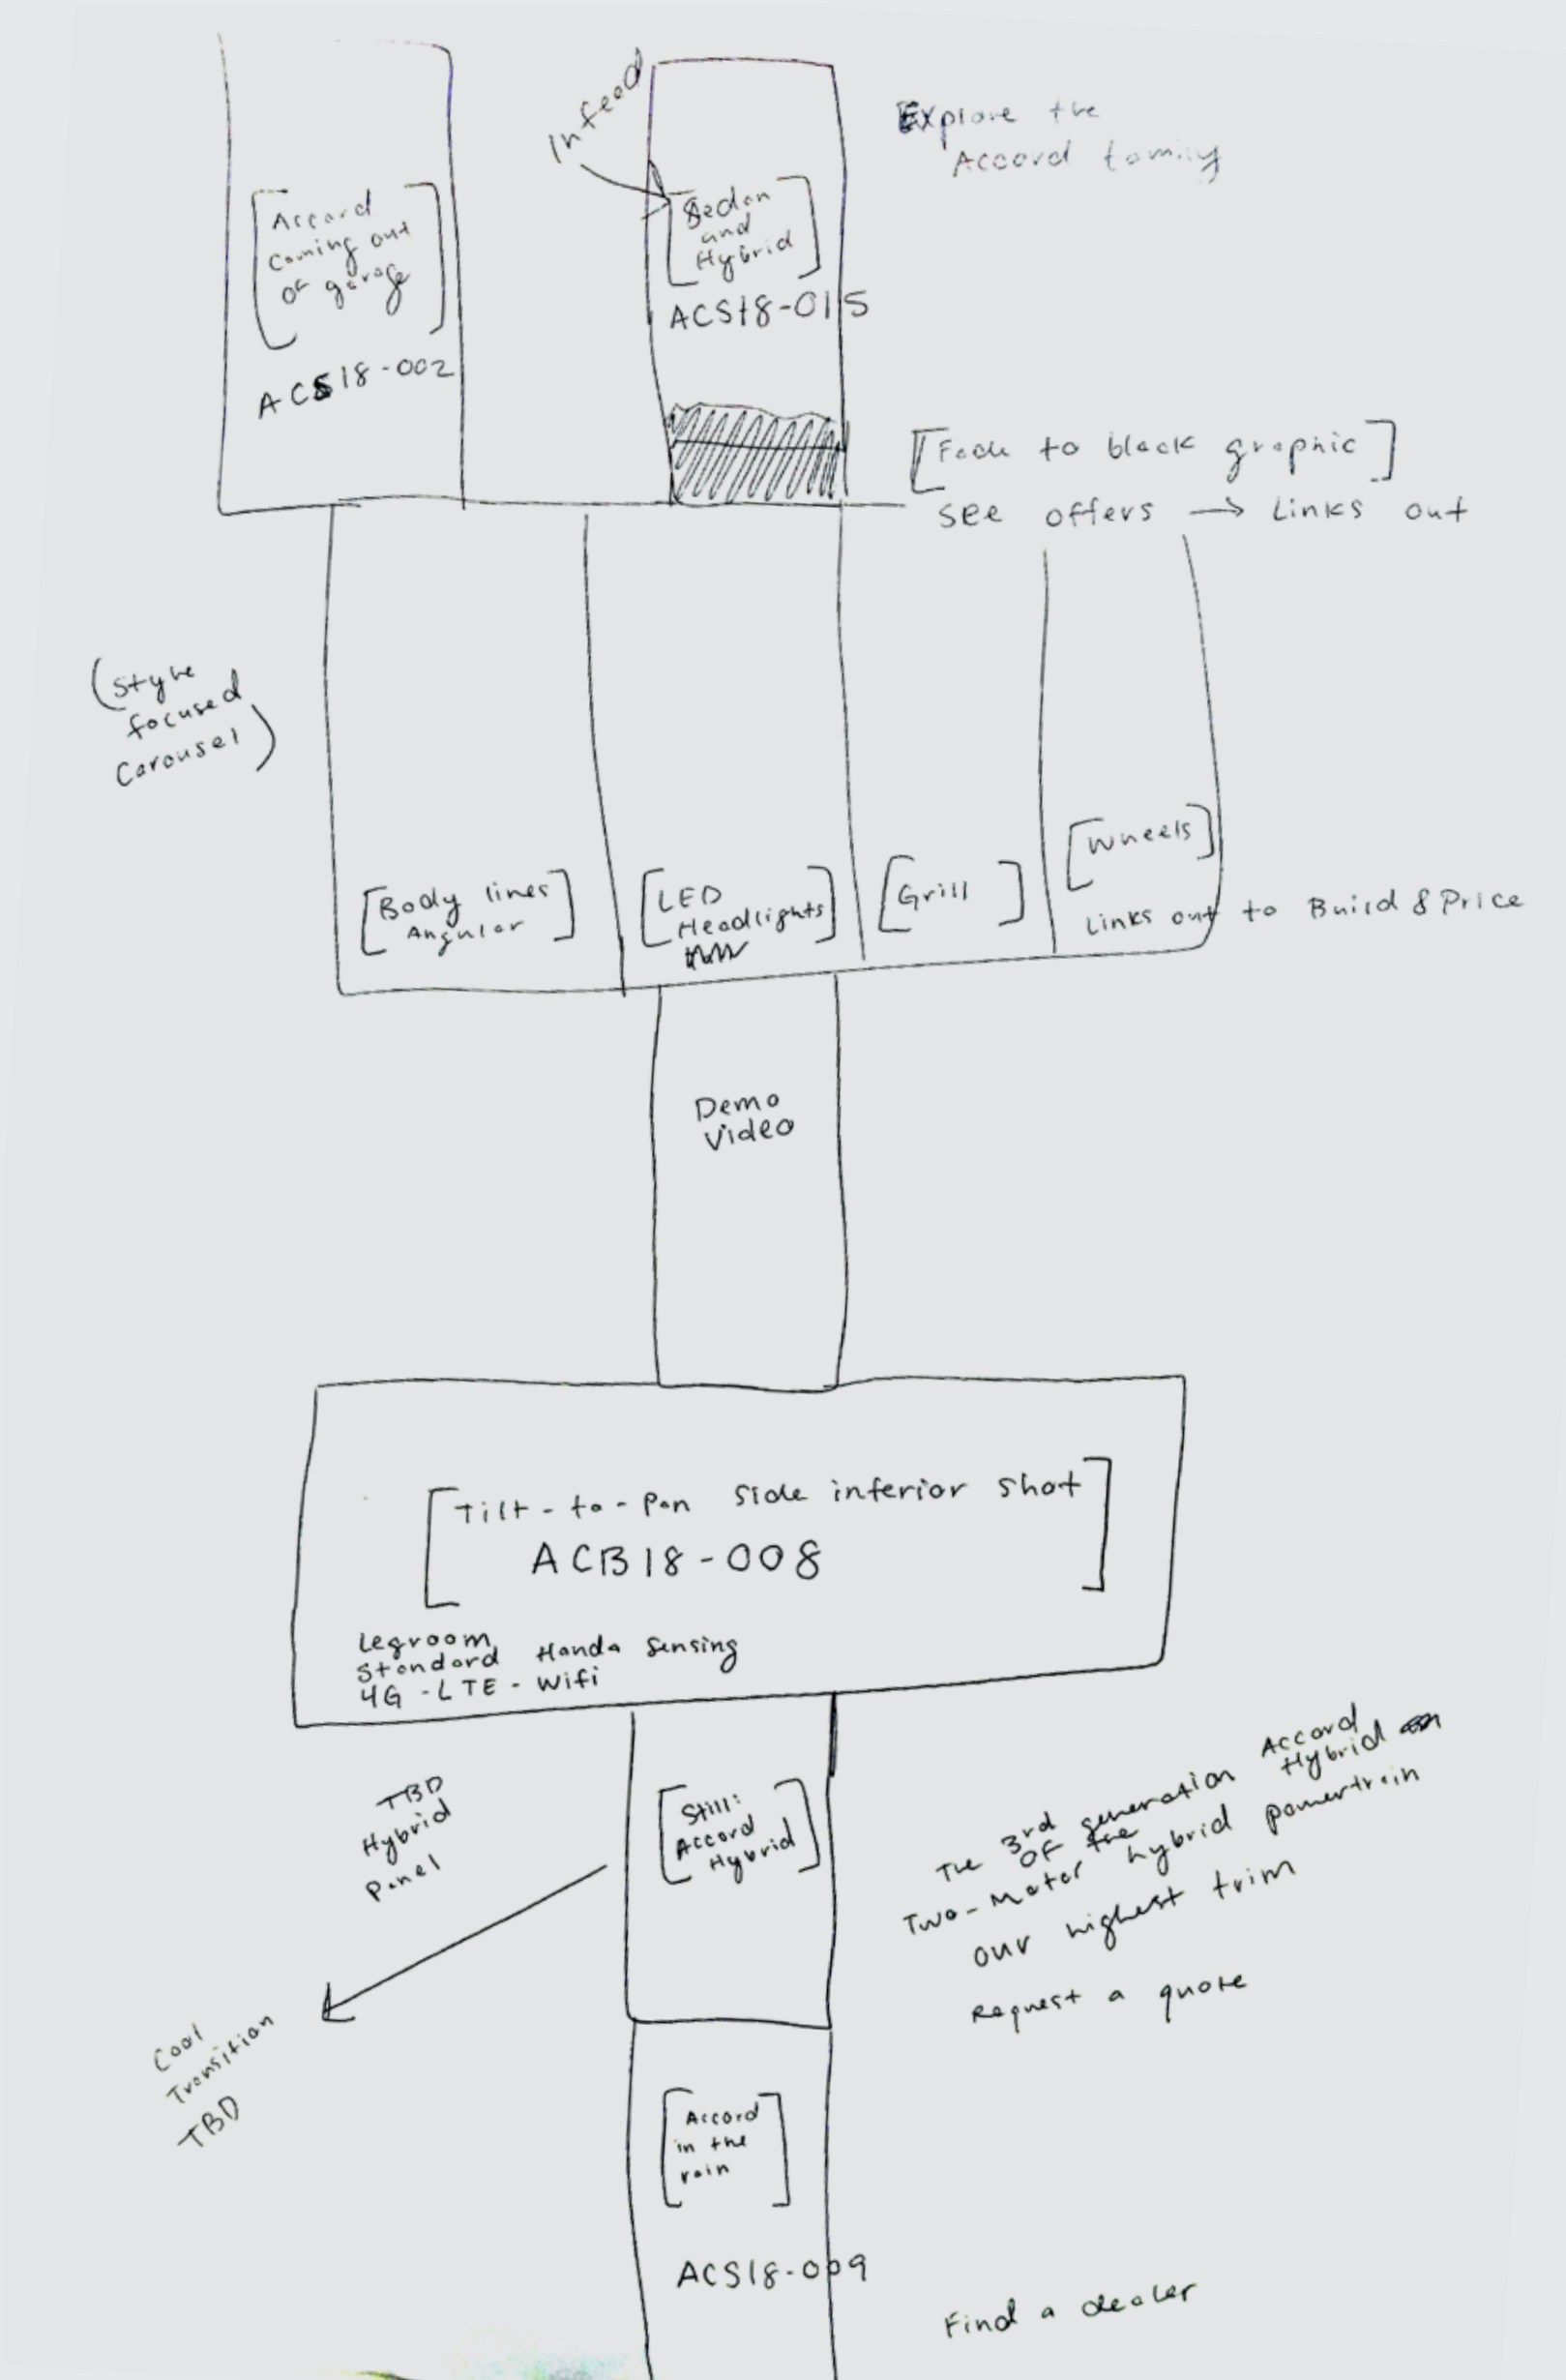 Infeed
Explore the
Accord
[Accord
coming out
of garage]
ACS18-002
[Sedan
and
Hybrid]
ACS18-015
[Fade to black graphic]
see offers → Links out
(Style
focused
carousel)
[Body lines
Angular]
[LED
Headlights]
[Grill]
[Wheels]
Links out to Build & Price
Demo
Video
[Tilt-to-pan side interior shot
ACB18-008]
Legroom
Standard Honda Sensing
4G-LTE-Wifi
TBD
Hybrid
Panel
Cool
Transition
TBD
[Still:
Accord
Hybrid]
The 3rd generation Accord
Hybrid
of the
Two-Motor hybrid powertrain
our highest trim
Request a quote
[Accord
in the
rain]
ACS18-009
Find a dealer